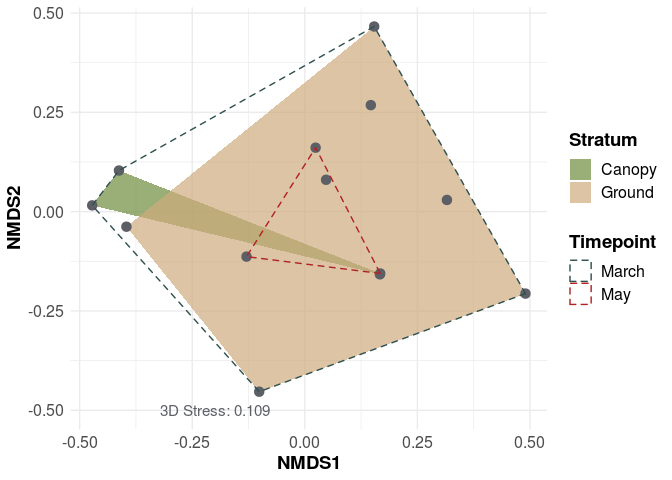 0.50
0.25
0.00
-0.25
-0.50
NMDS2
3D Stress: 0.109
-0.50 -0.25 0.00 0.25 0.50
NMDS1
Stratum
Canopy
Ground
Timepoint
March
May